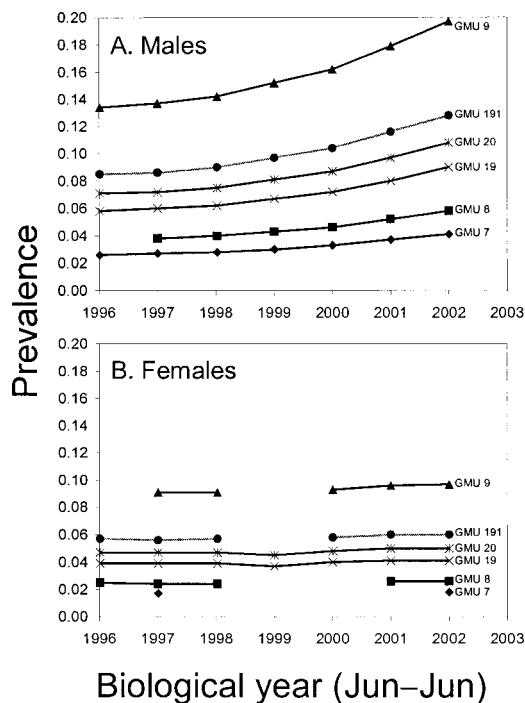 0.20
A. Males
GMU 9
0.18
0.16
0.14
GMU 191
0.12
GMU 20
0.10
GMU 19
0.08
0.06
GMU 8
0.04
GMU 7
0.02
0.00
1996 1997 1998 1999 2000 2001 2002 2003
Prevalence
0.20
B. Females
0.18
0.16
0.14
0.12
0.10
GMU 9
0.08
0.06
GMU 191
GMU 20
0.04
GMU 19
GMU 8
0.02
GMU 7
0.00
1996 1997 1998 1999 2000 2001 2002 2003
Biological year (Jun–Jun)